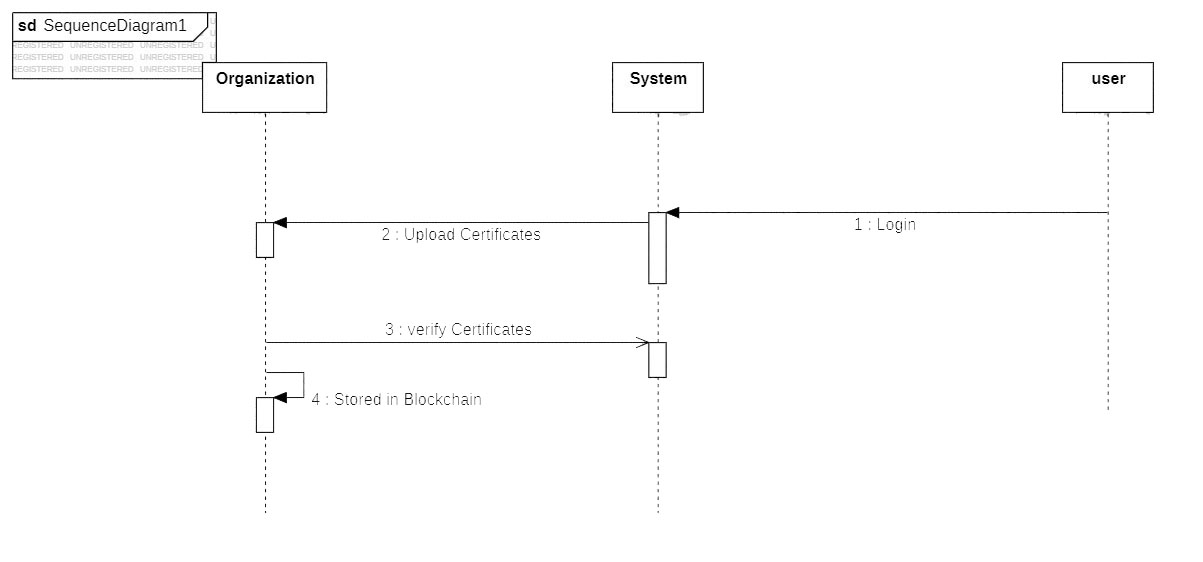 sd SequenceDiagram1
REGISTERED UNREGISTERED UNREGISTERED
REGISTERED UNREGISTERED UNREGISTERED
REGISTERED UNREGISTERED UNREGISTERED
Organization
System
user
1 : Login
2 : Upload Certificates
3 : verify Certificates
4 : Stored in Blockchain